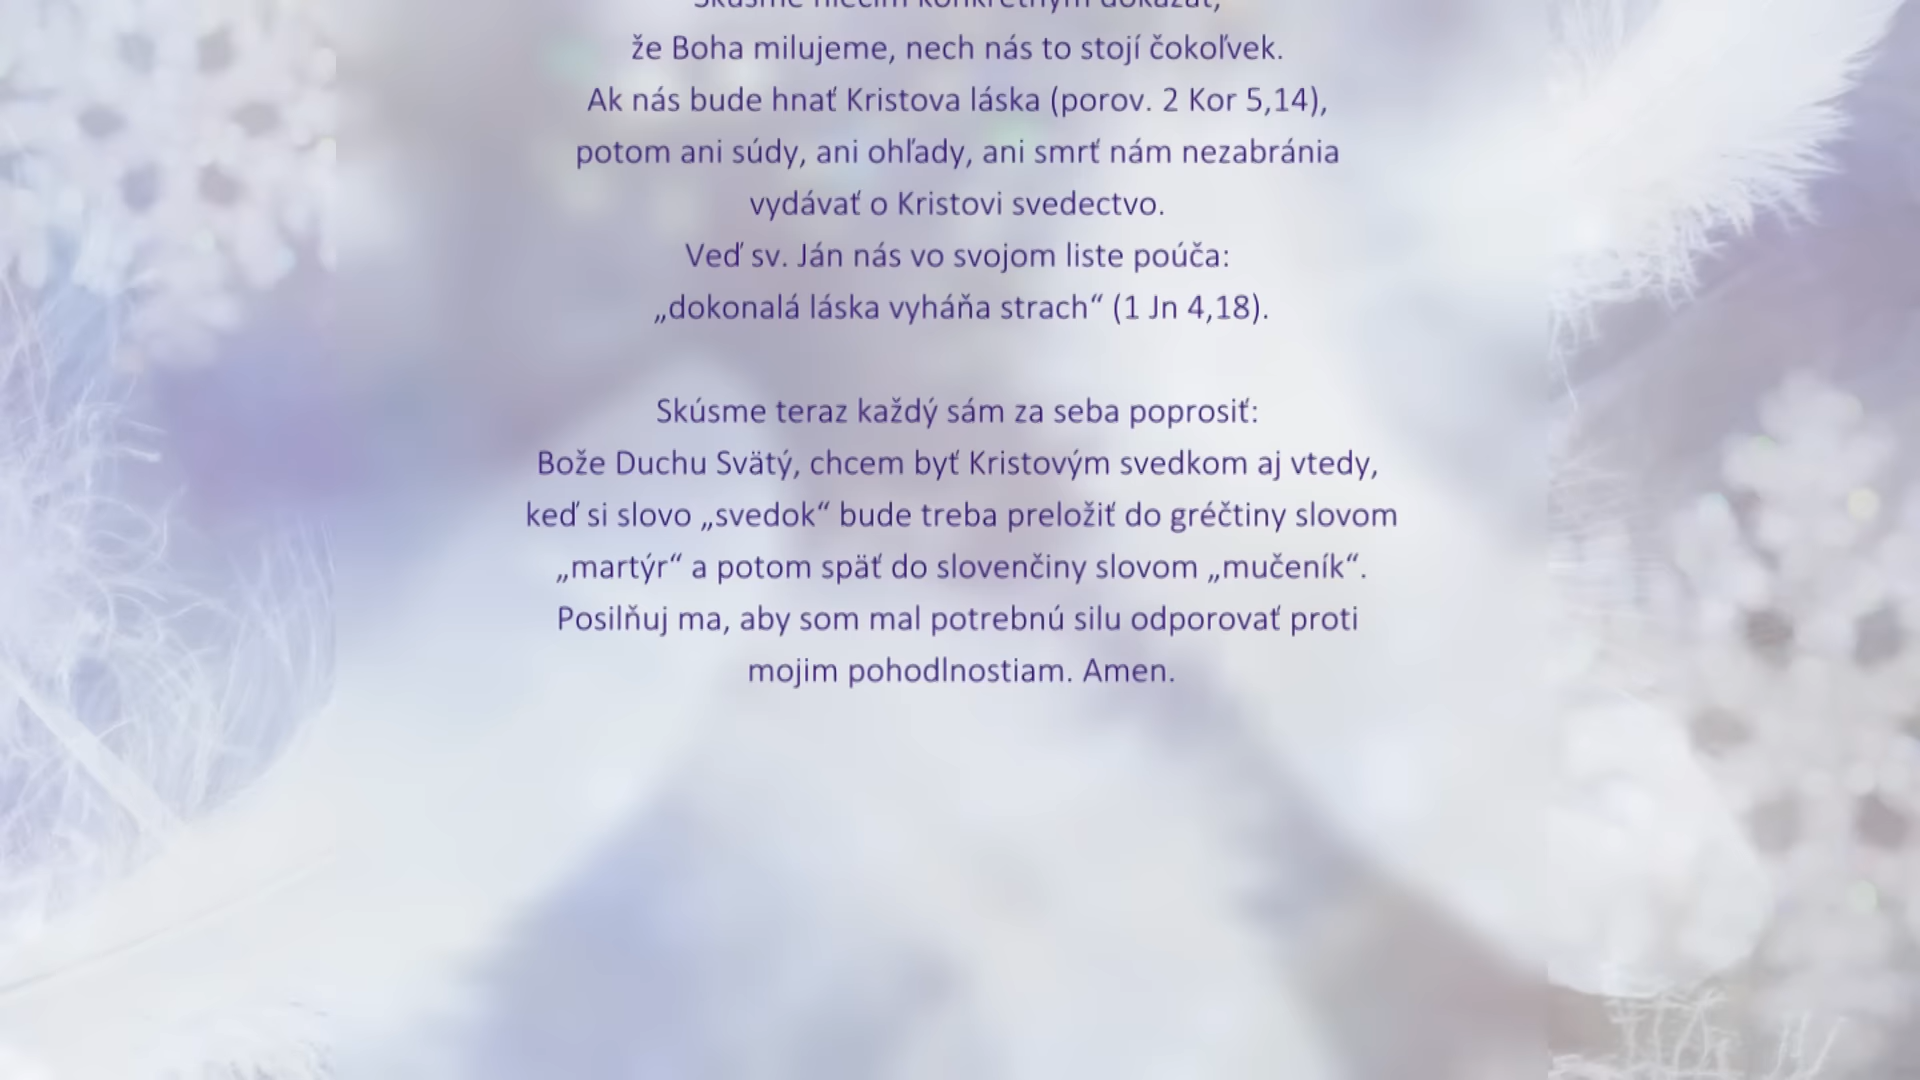 Skúsme niečím konkrétnym dokázať,
že Boha milujeme, nech nás to stojí čokoľvek.
Ak nás bude hnať Kristova láska (porov. 2 Kor 5,14),
potom ani súdy, ani ohľady, ani smrť nám nezabránia
vydávať o Kristovi svedectvo.
Veď sv. Ján nás vo svojom liste poúča:
„dokonalá láska vyháňa strach“ (1 Jn 4,18).
Skúsme teraz každý sám za seba poprosiť:
Bože Duchu Svätý, chcem byť Kristovým svedkom aj vtedy,
keď si slovo „svedok“ bude treba preložiť do gréčtiny slovom
„martýr“ a potom späť do slovenčiny slovom „mučeník“.
Posilňuj ma, aby som mal potrebnú silu odporovať proti
mojim pohodlnostiam. Amen.